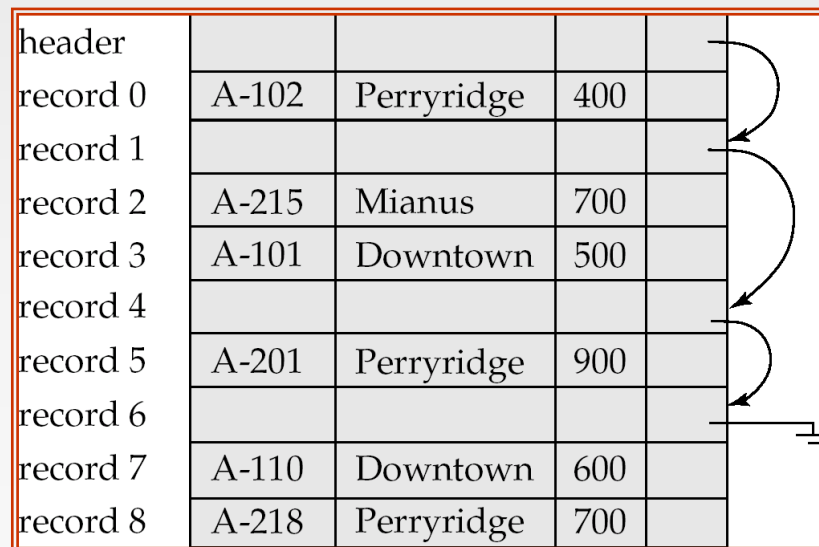 header
record 0 A-102 Perryridge 400
record 1
record 2 A-215 Mianus 700
record 3 A-101 Downtown 500
record 4
record 5 A-201 Perryridge 900
record 6
record 7 A-110 Downtown 600
record 8 A-218 Perryridge 700